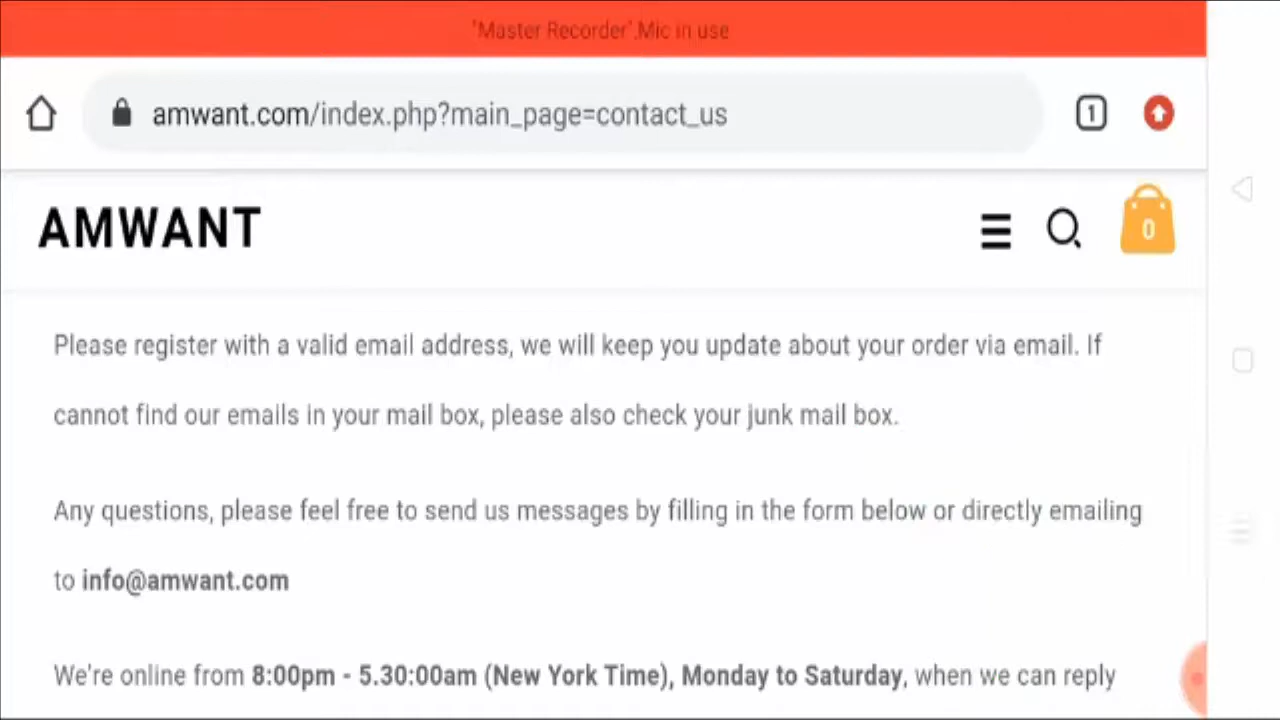 "Master Recorder".Mic in use
amwant.com/index.php?main_page=contact_us
1
AMWANT
0
Please register with a valid email address, we will keep you update about your order via email. If
cannot find our emails in your mail box, please also check your junk mail box.
Any questions, please feel free to send us messages by filling in the form below or directly emailing
to info@amwant.com
We're online from 8:00pm - 5.30:00am (New York Time), Monday to Saturday, when we can reply